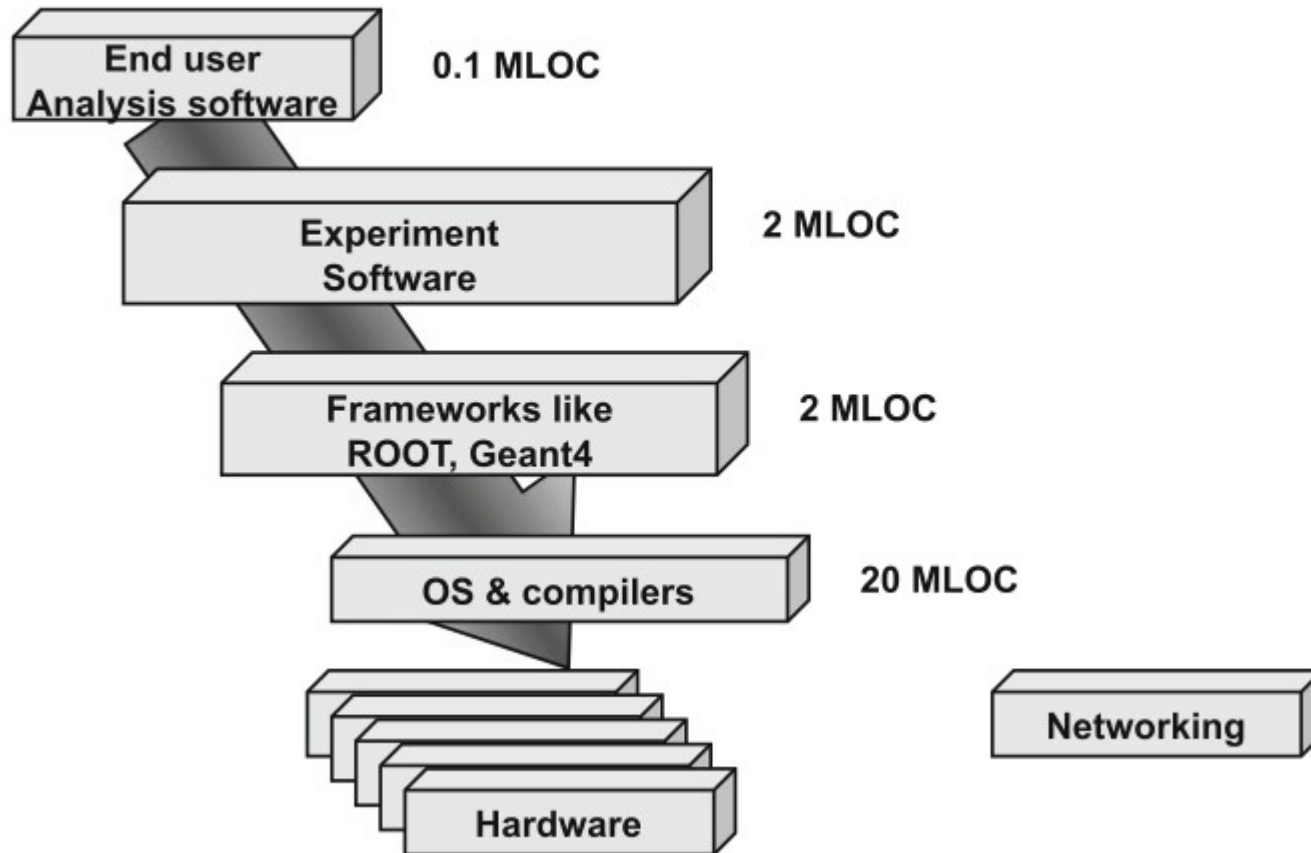 End user
Analysis software
0.1 MLOC
Experiment
Software
2 MLOC
Frameworks like
ROOT, Geant4
2 MLOC
OS & compilers
20 MLOC
Networking
Hardware